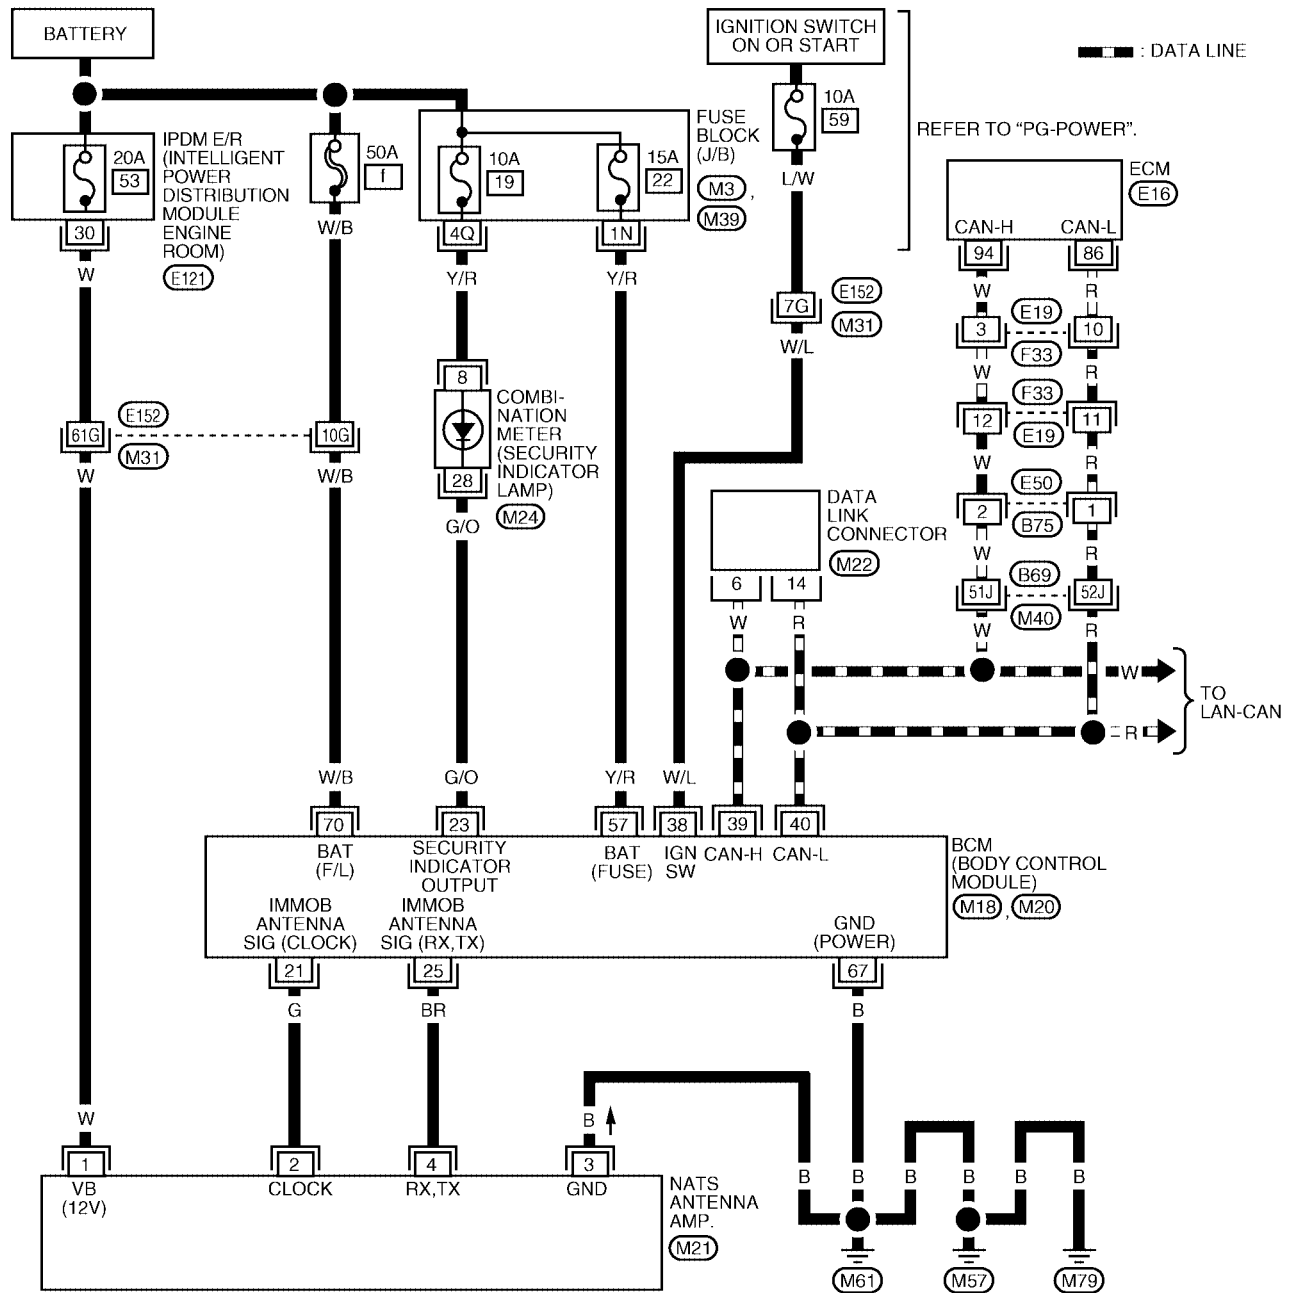 BATTERY
IGNITION SWITCH
ON OR START
: DATA LINE
IPDM E/R
(INTELLIGENT
POWER
DISTRIBUTION
MODULE
ENGINE
ROOM)
E121
20A
53
30
W
50A
f
W/B
10A
19
15A
22
FUSE
BLOCK
(J/B)
M3 ,
M39
4Q
1N
Y/R
Y/R
10A
59
L/W
REFER TO “PG-POWER”.
ECM
E16
CAN-H
CAN-L
94
86
W
R
7G
E152
M31
W/L
3
E19
F33
10
W
R
12
F33
E19
11
W
R
2
E50
B75
1
W
R
51J
B69
M40
52J
W
R
8
COMBI-
NATION
METER
(SECURITY
INDICATOR
LAMP)
M24
28
G/O
61G
E152
M31
10G
W
W/B
DATA
LINK
CONNECTOR
M22
6
14
W
R
W
R
TO
LAN-CAN
W/B
G/O
Y/R
W/L
70
23
57
38
39
40
BAT
(F/L)
SECURITY
INDICATOR
OUTPUT
BAT
(FUSE)
IGN
SW
CAN-H
CAN-L
BCM
(BODY CONTROL
MODULE)
M18 , M20
IMMOB
ANTENNA
SIG (CLOCK)
IMMOB
ANTENNA
SIG (RX,TX)
GND
(POWER)
21
25
67
G
BR
B
W
B
1
2
4
3
VB
(12V)
CLOCK
RX,TX
GND
NATS
ANTENNA
AMP.
M21
B
B
B
B
B
B
M61
M57
M79